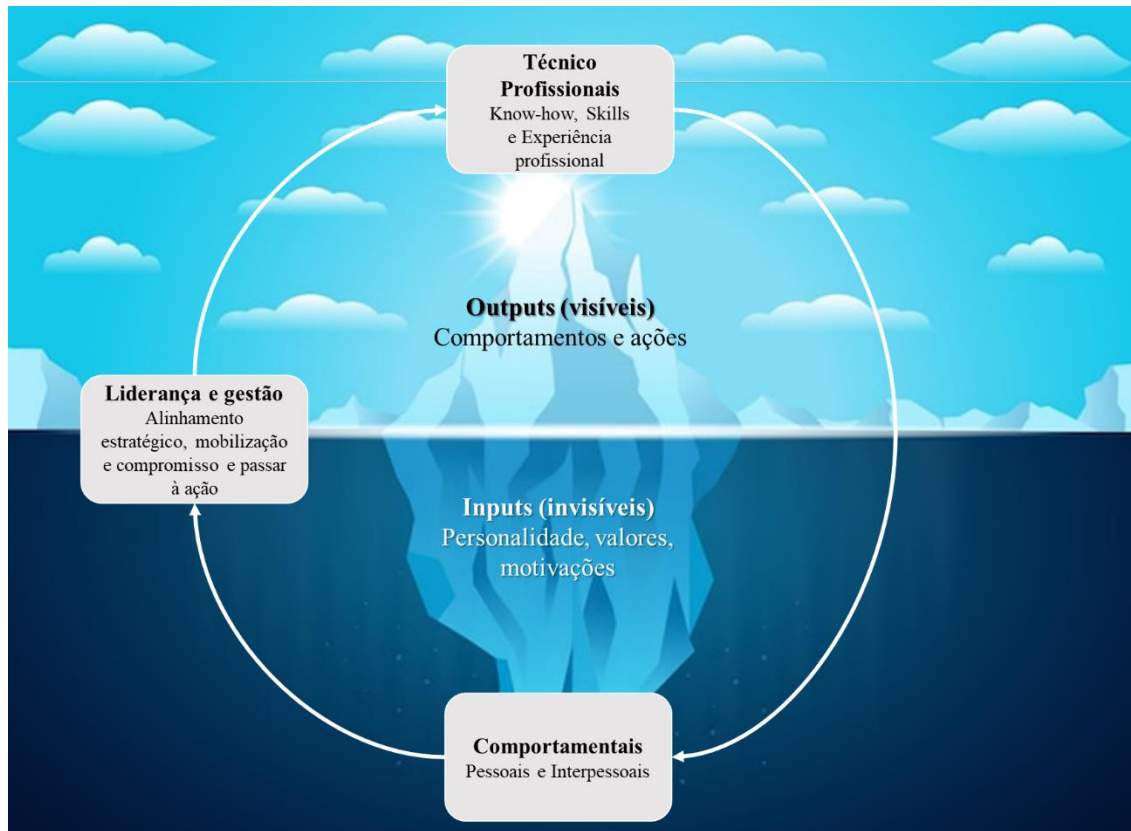 Técnico
Profissionais
Know-how, Skills
e Experiência
profissional
Outputs (visíveis)
Comportamentos e ações
Liderança e gestão
Alinhamento
estratégico, mobilização
e compromisso e passar
à ação
Inputs (invisíveis)
Personalidade, valores,
motivações
Comportamentais
Pessoais e Interpessoais